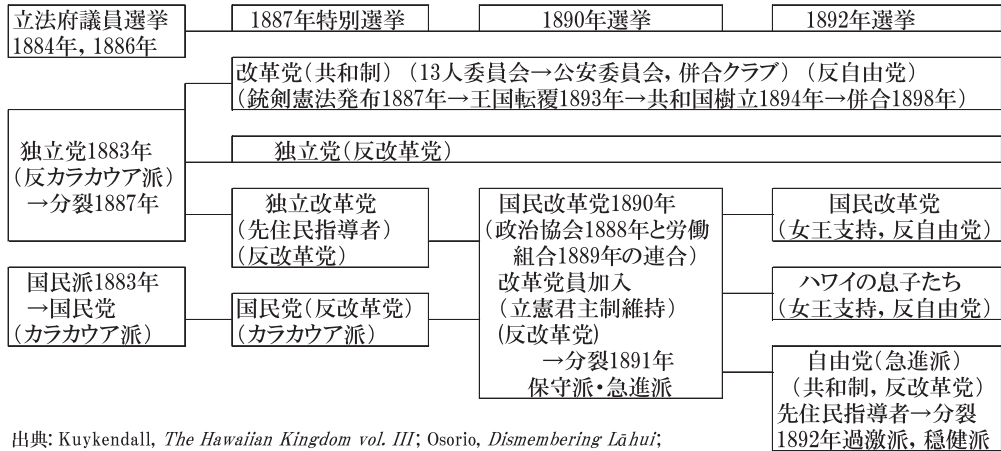 立法府議員選挙
1884年，1886年
1887年特別選挙
1890年選挙
1892年選挙
改革党（共和制）（13人委員会→公安委員会，併合クラブ）（反自由党）
（銃剣憲法発布1887年→王国転覆1893年→共和国樹立1894年→併合1898年）
独立党1883年
（反カラカウア派）
→分裂1887年
独立党（反改革党）
独立改革党
（先住民指導者）
（反改革党）
国民改革党1890年
（政治協会1888年と労働
組合1889年の連合）
改革党員加入
（立憲君主制維持）
(反改革党)
→分裂1891年
保守派・急進派
国民改革党
（女王支持，反自由党）
国民派1883年
→国民党
（カラカウア派）
国民党（反改革党）
（カラカウア派）
ハワイの息子たち
（女王支持，反自由党）
自由党（急進派）
（共和制，反改革党）
先住民指導者→分裂
1892年過激派，穏健派
出典: Kuykendall, The Hawaiian Kingdom vol. III; Osorio, Dismembering Lāhui;